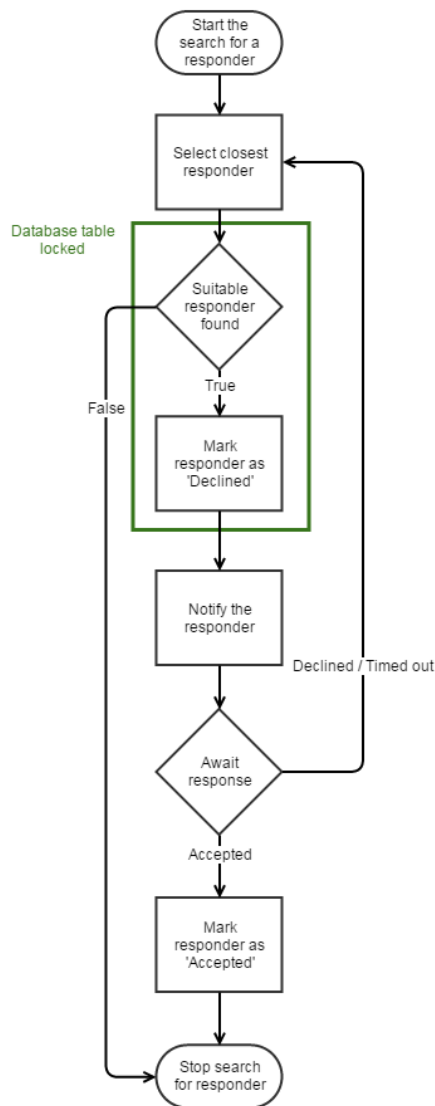 Start the
search for a
responder
Select closest
responder
Database table
locked
Suitable
responder
found
True
False
Mark
responder as
'Declined'
Notify the
responder
Declined / Timed out
Await
response
Accepted
Mark
responder as
'Accepted'
Stop search
for responder